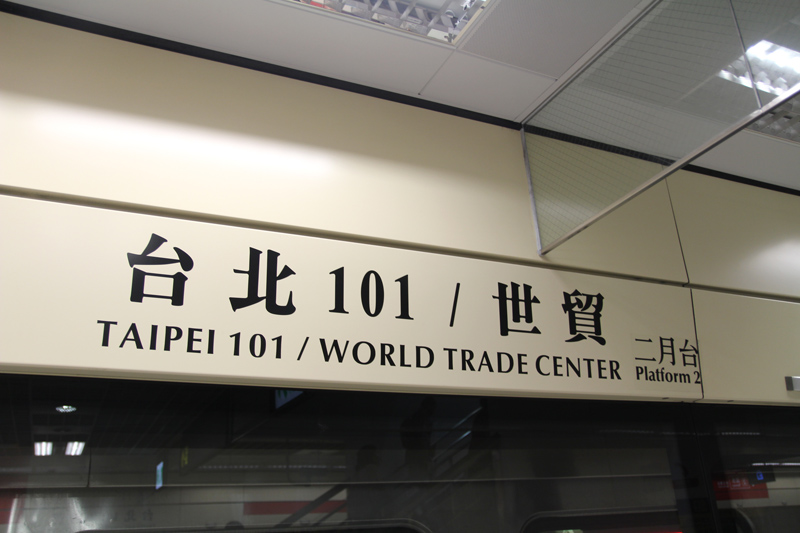 台北 101 / 世貿
TAIPEI 101 / WORLD TRADE CENTER
二月台
Platform 2